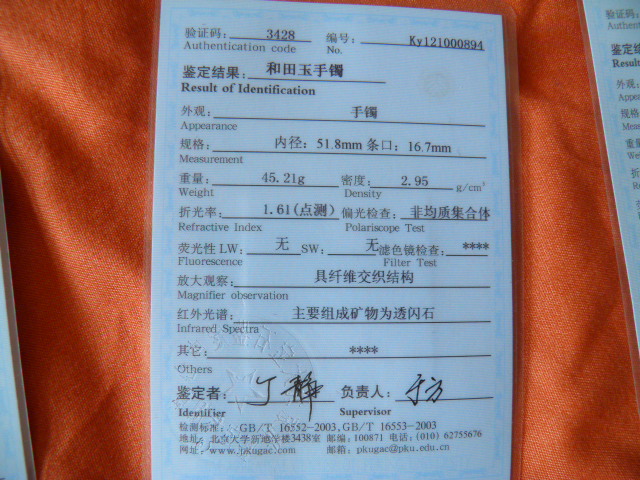 验证码: 3428 编号: Ky121000894
Authentication code No.
鉴定结果: 和田玉手镯
Result of Identification
外观: 手镯
Appearance
规格: 内径: 51.8mm 条口: 16.7mm
Measurement
重量: 45.21g 密度: 2.95 g/cm³
Weight Density
折光率: 1.61(点测) 偏光检查: 非均质集合体
Refractive Index Polariscope Test
荧光性 LW: 无 SW: 无 滤色镜检查: ****
Fluorescence Filter Test
放大观察: 具纤维交织结构
Magnifier observation
红外光谱: 主要组成矿物为透闪石
Infrared Spectra
其它: ****
Others
鉴定者: 丁静 负责人: 于方
Identifier Supervisor
检测标准: GB/T 16552-2003, GB/T 16553-2003
地址: 北京大学新地学楼3438室 邮编: 100871 电话: (010) 62755676
网址: www.pkugac.com 邮箱: pkugac@pku.edu.cn